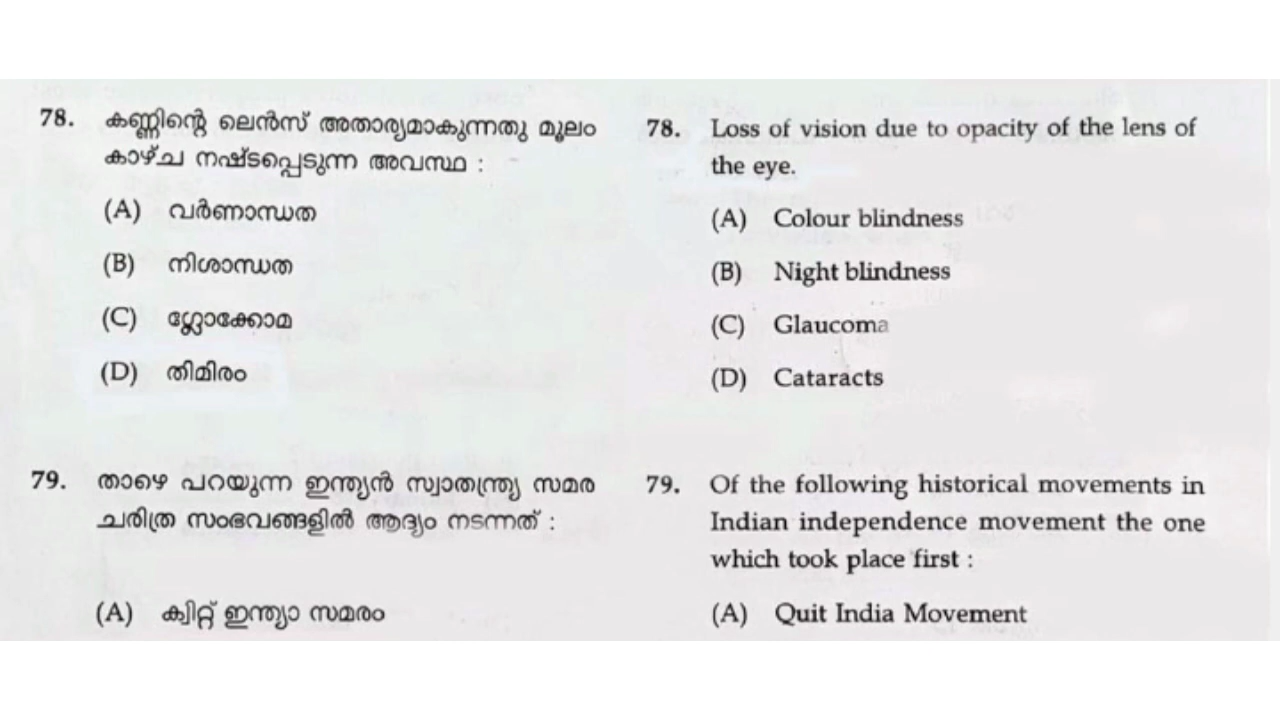 78. കണ്ണിന്റെ ലെൻസ് അതാര്യമാകുന്നതു മൂലം
കാഴ്ച നഷ്ടപ്പെടുന്ന അവസ്ഥ :
(A) വർണാന്ധത
(B) നിശാന്ധത
(C) ഗ്ലോക്കോമ
(D) തിമിരം
79. താഴെ പറയുന്ന ഇന്ത്യൻ സ്വാതന്ത്ര്യ സമര
ചരിത്ര സംഭവങ്ങളിൽ ആദ്യം നടന്നത് :
(A) ക്വിറ്റ് ഇന്ത്യാ സമരം
78. Loss of vision due to opacity of the lens of
the eye.
(A) Colour blindness
(B) Night blindness
(C) Glaucoma
(D) Cataracts
79. Of the following historical movements in
Indian independence movement the one
which took place first :
(A) Quit India Movement